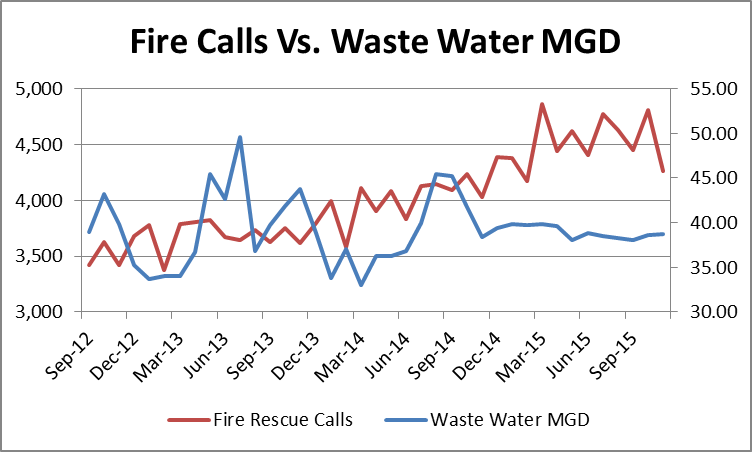 Fire Calls Vs. Waste Water MGD
5,000
4,500
4,000
3,500
3,000
55.00
50.00
45.00
40.00
35.00
30.00
Sep-12
Dec-12
Mar-13
Jun-13
Sep-13
Dec-13
Mar-14
Jun-14
Sep-14
Dec-14
Mar-15
Jun-15
Sep-15
Fire Rescue Calls
Waste Water MGD